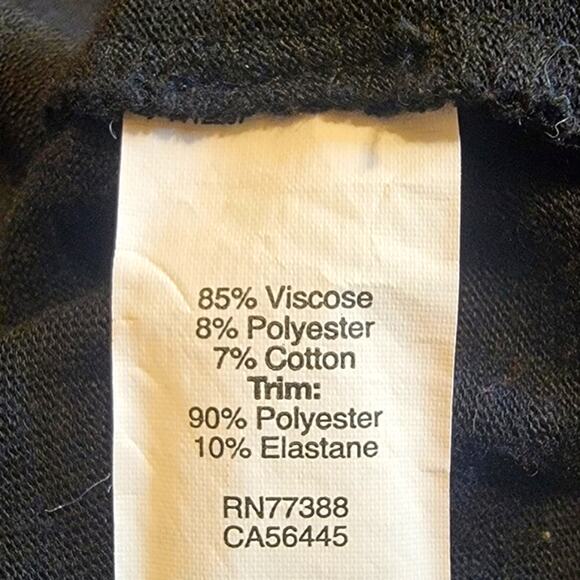 85% Viscose
8% Polyester
7% Cotton
Trim:
90% Polyester
10% Elastane
RN77388
CA56445